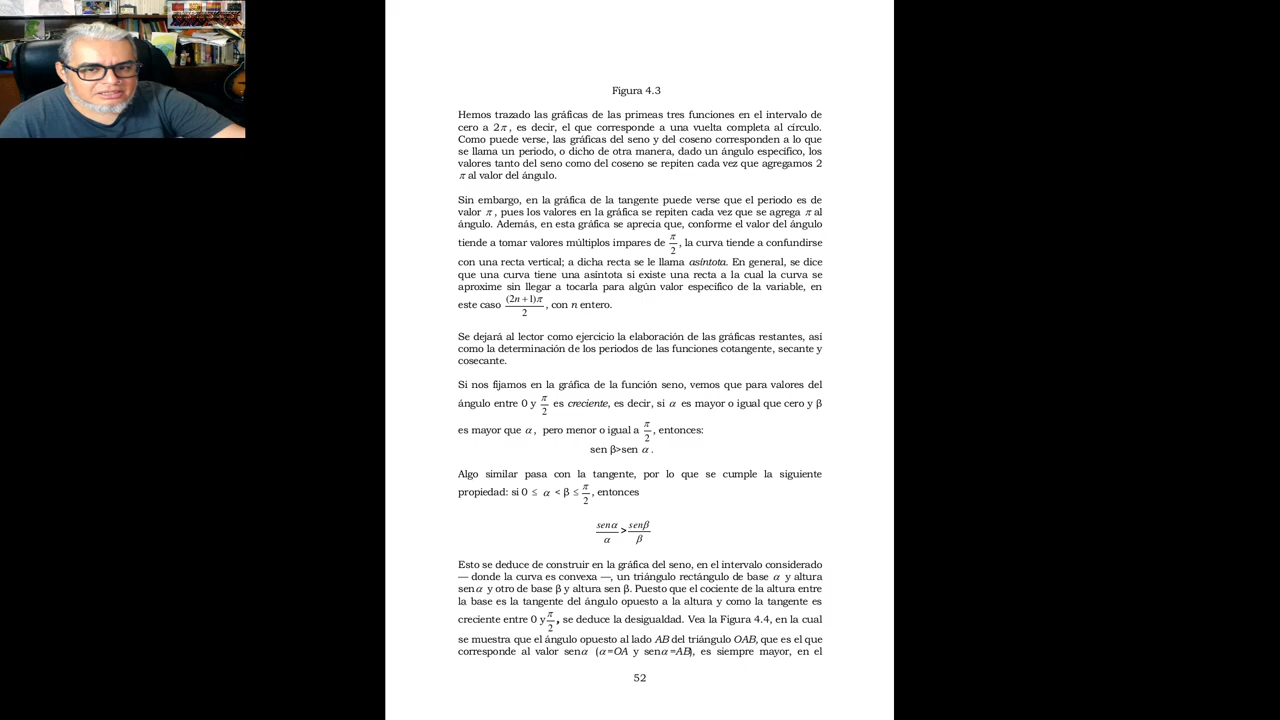 Figura 4.3
Hemos trazado las gráficas de las primeas tres funciones en el intervalo de
cero a 2π, es decir, el que corresponde a una vuelta completa al círculo.
Como puede verse, las gráficas del seno y del coseno corresponden a lo que
se llama un periodo, o dicho de otra manera, dado un ángulo específico, los
valores tanto del seno como del coseno se repiten cada vez que agregamos 2
π al valor del ángulo.
Sin embargo, en la gráfica de la tangente puede verse que el periodo es de
valor π, pues los valores en la gráfica se repiten cada vez que se agrega π al
ángulo. Además, en esta gráfica se aprecia que, conforme el valor del ángulo
tiende a tomar valores múltiplos impares de π/2, la curva tiende a confundirse
con una recta vertical; a dicha recta se le llama asíntota. En general, se dice
que una curva tiene una asíntota si existe una recta a la cual la curva se
aproxime sin llegar a tocarla para algún valor específico de la variable, en
este caso (2n+1)π/2, con n entero.
Se dejará al lector como ejercicio la elaboración de las gráficas restantes, así
como la determinación de los periodos de las funciones cotangente, secante y
cosecante.
Si nos fijamos en la gráfica de la función seno, vemos que para valores del
ángulo entre 0 y π/2 es creciente, es decir, si α es mayor o igual que cero y β
es mayor que α, pero menor o igual a π/2, entonces:
sen β>sen α.
Algo similar pasa con la tangente, por lo que se cumple la siguiente
propiedad: si 0 ≤ α < β ≤ π/2, entonces
senα/α > senβ/β
Esto se deduce de construir en la gráfica del seno, en el intervalo considerado
— donde la curva es convexa —, un triángulo rectángulo de base α y altura
senα y otro de base β y altura sen β. Puesto que el cociente de la altura entre
la base es la tangente del ángulo opuesto a la altura y como la tangente es
creciente entre 0 y π/2, se deduce la desigualdad. Vea la Figura 4.4, en la cual
se muestra que el ángulo opuesto al lado AB del triángulo OAB, que es el que
corresponde al valor senα (α=OA y senα=AB), es siempre mayor, en el
52